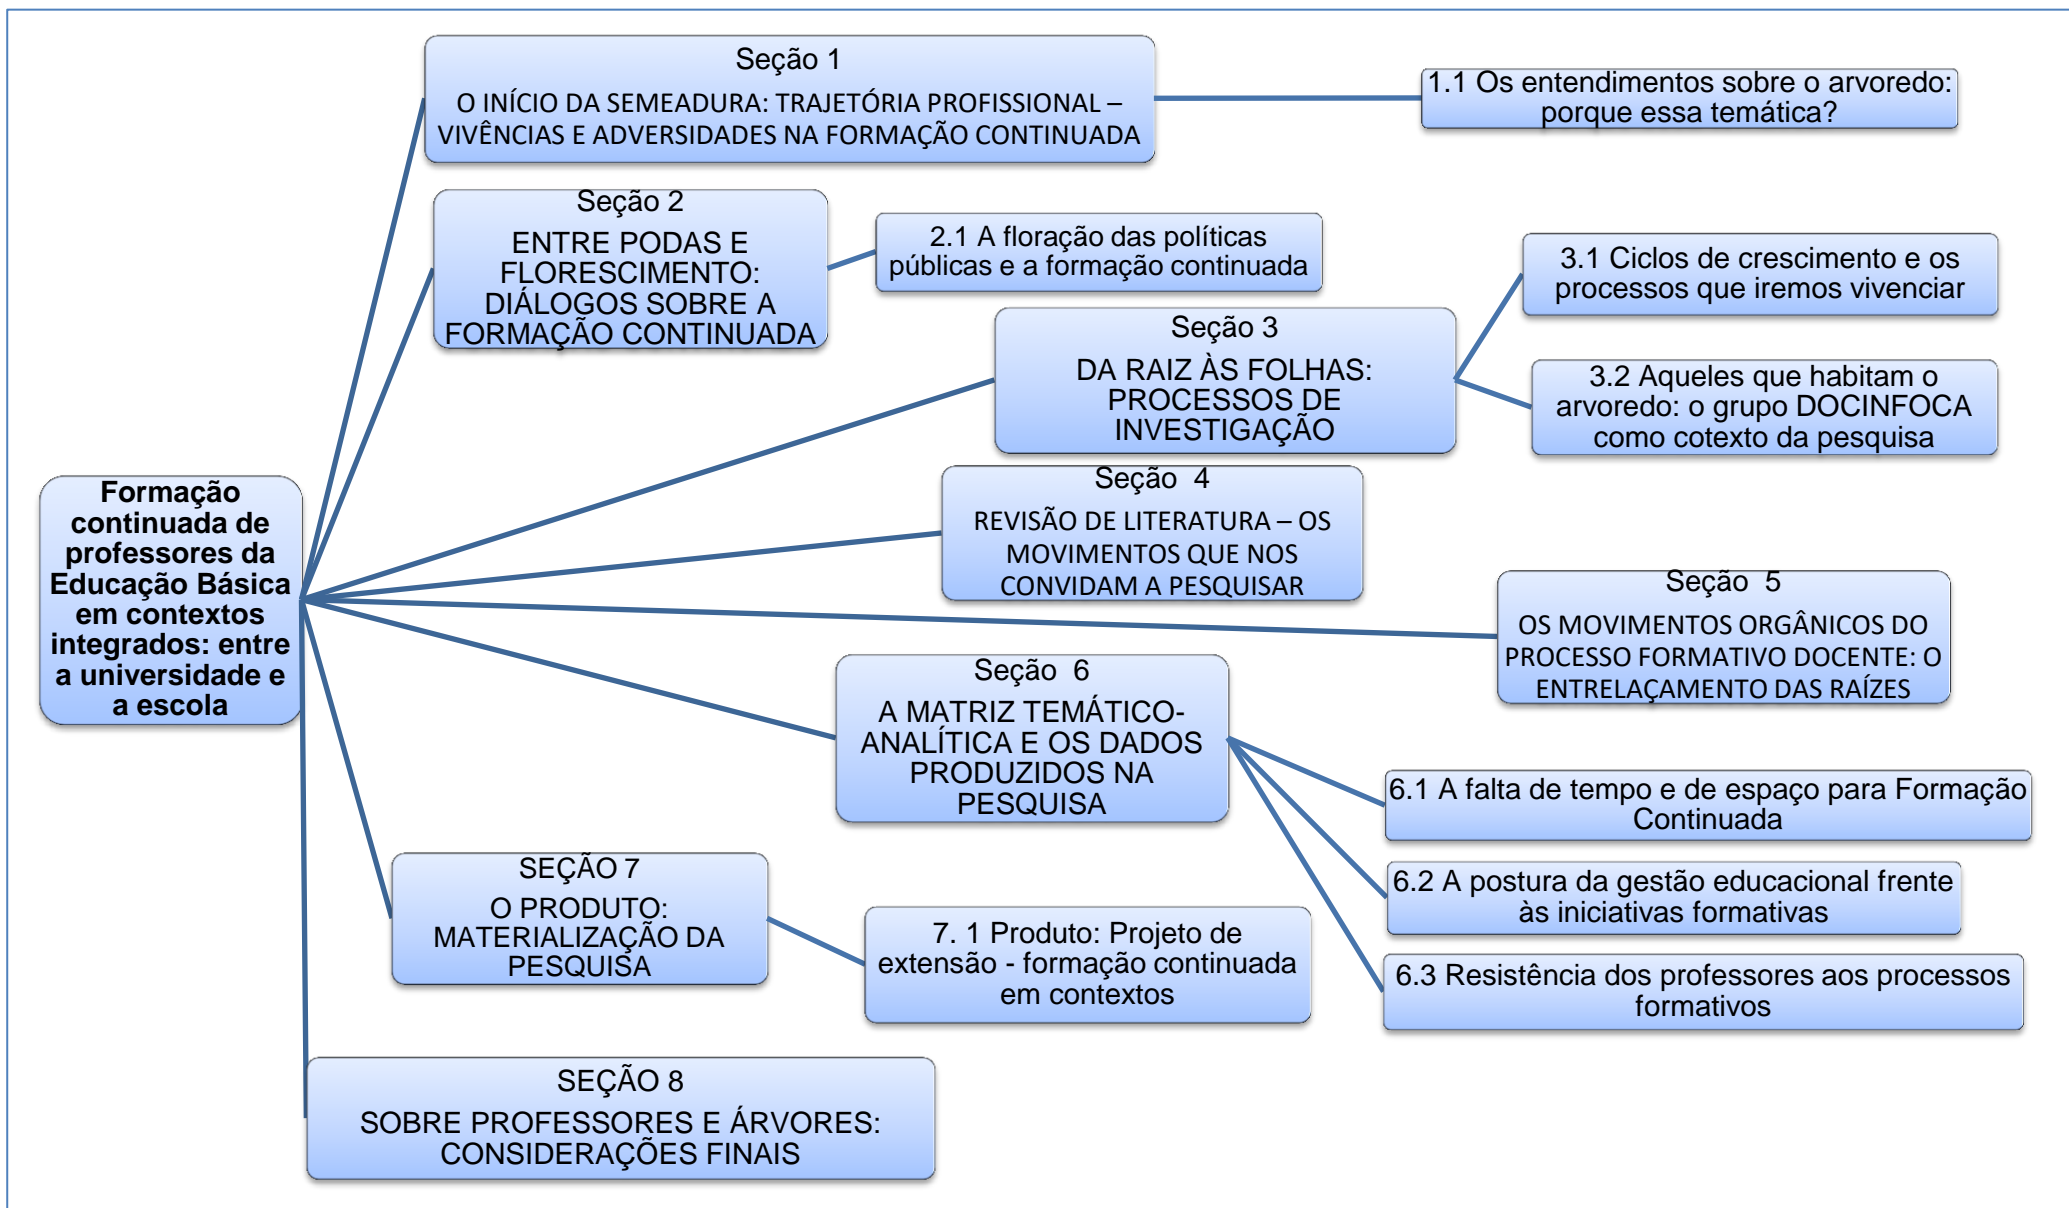 Formação
continuada de
professores da
Educação Básica
em contextos
integrados: entre
a universidade e
a escola
Seção 1
O INÍCIO DA SEMEADURA: TRAJETÓRIA PROFISSIONAL –
VIVÊNCIAS E ADVERSIDADES NA FORMAÇÃO CONTINUADA
1.1 Os entendimentos sobre o arvoredo:
porque essa temática?
Seção 2
ENTRE PODAS E
FLORESCIMENTO:
DIÁLOGOS SOBRE A
FORMAÇÃO CONTINUADA
2.1 A floração das políticas
públicas e a formação continuada
Seção 3
DA RAIZ ÀS FOLHAS:
PROCESSOS DE
INVESTIGAÇÃO
3.1 Ciclos de crescimento e os
processos que iremos vivenciar
3.2 Aqueles que habitam o
arvoredo: o grupo DOCINFOCA
como cotexto da pesquisa
Seção 4
REVISÃO DE LITERATURA – OS
MOVIMENTOS QUE NOS
CONVIDAM A PESQUISAR
Seção 5
OS MOVIMENTOS ORGÂNICOS DO
PROCESSO FORMATIVO DOCENTE: O
ENTRELAÇAMENTO DAS RAÍZES
Seção 6
A MATRIZ TEMÁTICO-
ANALÍTICA E OS DADOS
PRODUZIDOS NA
PESQUISA
6.1 A falta de tempo e de espaço para Formação
Continuada
6.2 A postura da gestão educacional frente
às iniciativas formativas
6.3 Resistência dos professores aos processos
formativos
SEÇÃO 7
O PRODUTO:
MATERIALIZAÇÃO DA
PESQUISA
7. 1 Produto: Projeto de
extensão - formação continuada
em contextos
SEÇÃO 8
SOBRE PROFESSORES E ÁRVORES:
CONSIDERAÇÕES FINAIS